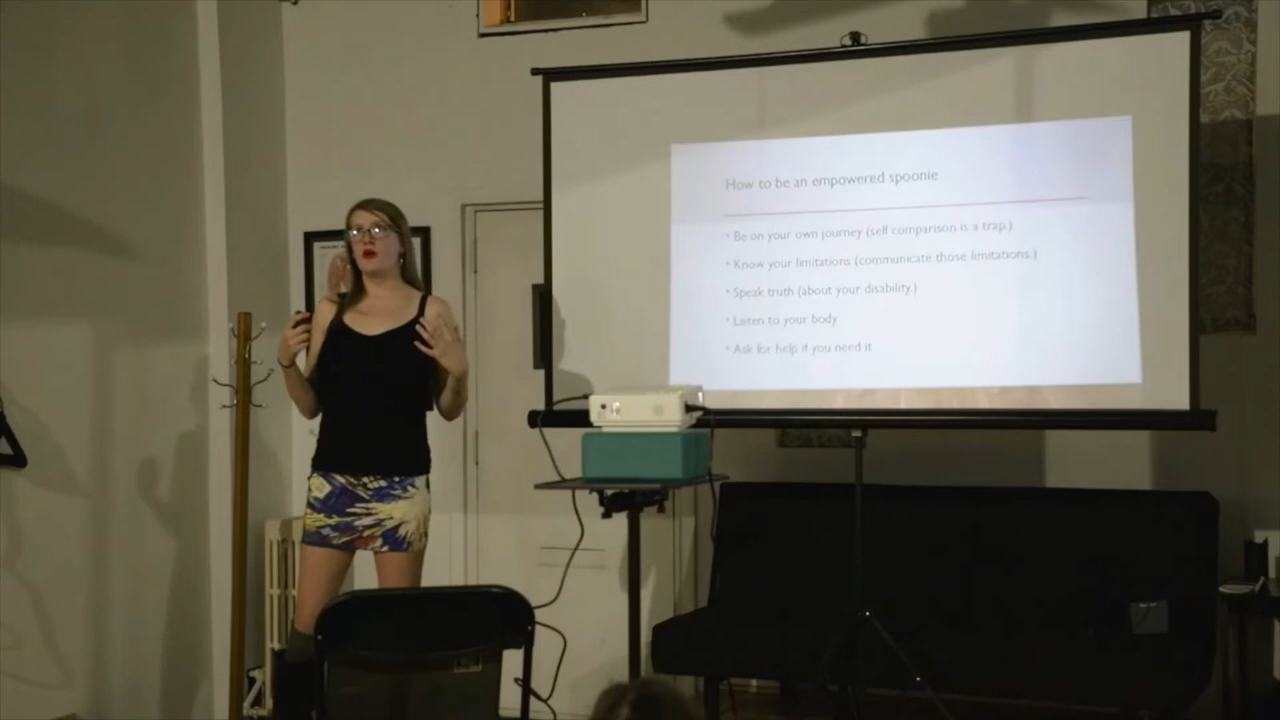 How to be an empowered spoonie
• Be on your own journey (self comparison is a trap.)
• Know your limitations (communicate those limitations.)
• Speak truth (about your disability.)
• Listen to your body
• Ask for help if you need it